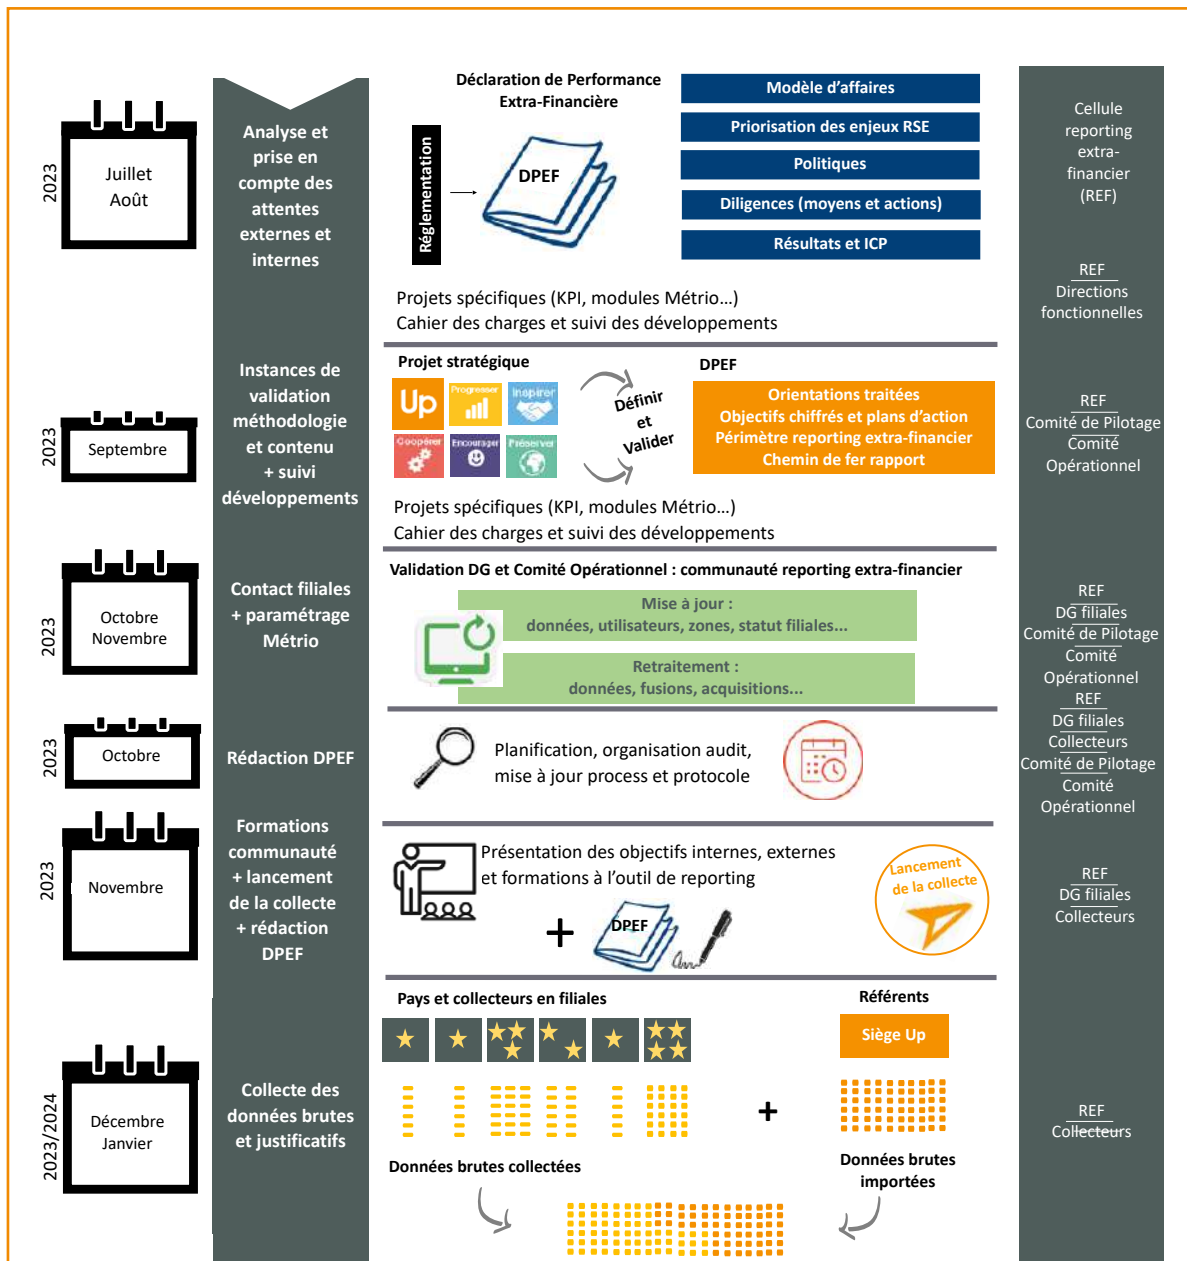 2023
Juillet
Août
Analyse et
prise en
compte des
attentes
externes et
internes
Réglementation
Déclaration de Performance
Extra-Financière
DPEF
Modèle d'affaires
Priorisation des enjeux RSE
Politiques
Diligences (moyens et actions)
Résultats et ICP
Projets spécifiques (KPI, modules Métrio...)
Cahier des charges et suivi des développements
Cellule
reporting
extra-
financier
(REF)
REF
Directions
fonctionnelles
2023
Septembre
Instances de
validation
méthodologie
et contenu
+ suivi
développements
Projet stratégique
Up
Progresser
Inspirer
Coopérer
Encourager
Préserver
Définir
et
Valider
DPEF
Orientations traitées
Objectifs chiffrés et plans d'action
Périmètre reporting extra-financier
Chemin de fer rapport
Projets spécifiques (KPI, modules Métrio...)
Cahier des charges et suivi des développements
REF
Comité de Pilotage
Comité
Opérationnel
2023
Octobre
Novembre
Contact filiales
+ paramétrage
Métrio
Validation DG et Comité Opérationnel : communauté reporting extra-financier
Mise à jour :
données, utilisateurs, zones, statut filiales...
Retraitement :
données, fusions, acquisitions...
REF
DG filiales
Comité de Pilotage
Comité
Opérationnel
2023
Octobre
Rédaction DPEF
Planification, organisation audit,
mise à jour process et protocole
REF
DG filiales
Collecteurs
Comité de Pilotage
Comité
Opérationnel
2023
Novembre
Formations
communauté
+ lancement
de la collecte
+ rédaction
DPEF
Présentation des objectifs internes, externes
et formations à l'outil de reporting
+
DPEF
Lancement
de la collecte
REF
DG filiales
Collecteurs
2023/2024
Décembre
Janvier
Collecte des
données brutes
et justificatifs
Pays et collecteurs en filiales
Référents
Siège Up
+
Données brutes collectées
Données brutes
importées
REF
Collecteurs